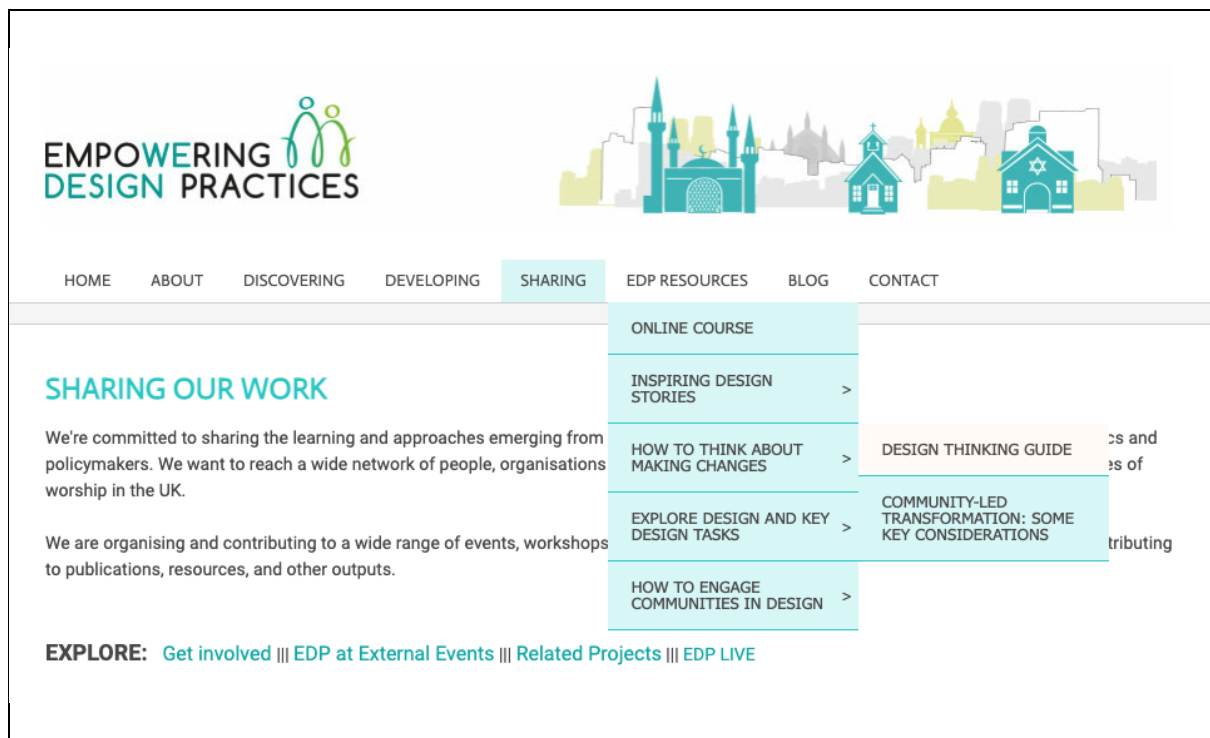 EMPOWERING
DESIGN PRACTICES
HOME ABOUT DISCOVERING DEVELOPING SHARING EDP RESOURCES BLOG CONTACT
ONLINE COURSE
INSPIRING DESIGN
STORIES >
HOW TO THINK ABOUT
MAKING CHANGES >
DESIGN THINKING GUIDE
COMMUNITY-LED
TRANSFORMATION: SOME
KEY CONSIDERATIONS
EXPLORE DESIGN AND KEY
DESIGN TASKS >
HOW TO ENGAGE
COMMUNITIES IN DESIGN >
SHARING OUR WORK
We're committed to sharing the learning and approaches emerging from and
policymakers. We want to reach a wide network of people, organisations of
worship in the UK.
We are organising and contributing to a wide range of events, workshops
to publications, resources, and other outputs.
EXPLORE: Get involved ||| EDP at External Events ||| Related Projects ||| EDP LIVE